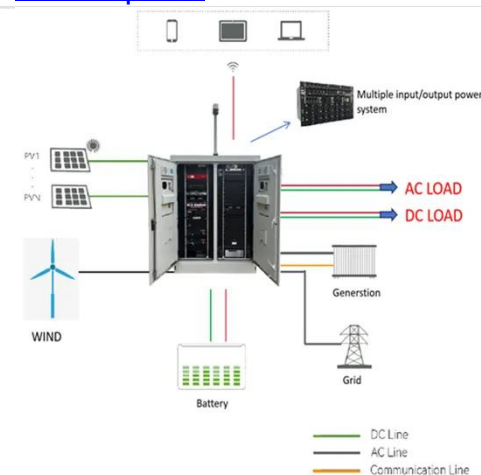 Multiple input/output power
system
PV1
PVN
AC LOAD
DC LOAD
WIND
Generstion
Grid
Battery
DC Line
AC Line
Communication Line